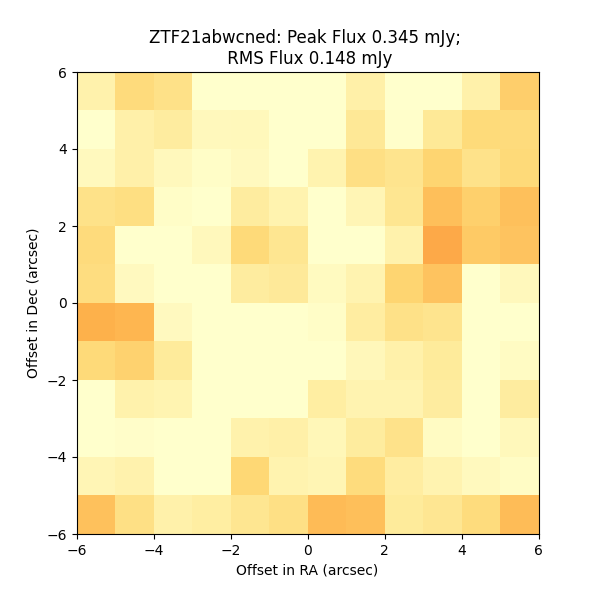 ZTF21abwcned: Peak Flux 0.345 mJy;
RMS Flux 0.148 mJy
6
4
2
0
−2
−4
−6
Offset in Dec (arcsec)
−6 −4 −2 0 2 4 6
Offset in RA (arcsec)